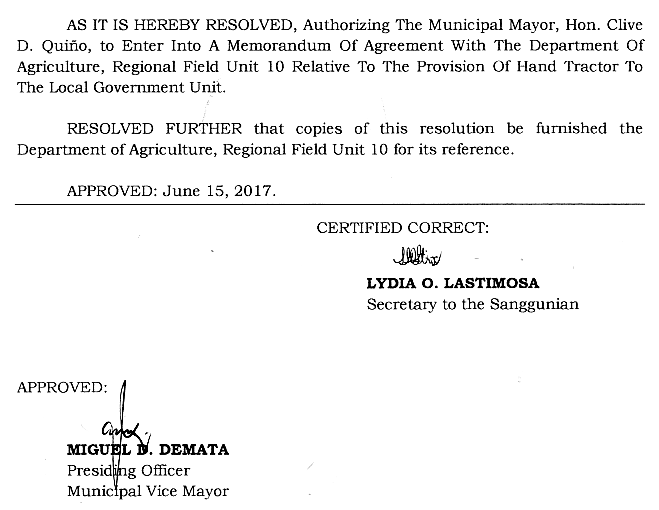 AS IT IS HEREBY RESOLVED, Authorizing The Municipal Mayor, Hon. Clive
D. Quiño, to Enter Into A Memorandum Of Agreement With The Department Of
Agriculture, Regional Field Unit 10 Relative To The Provision Of Hand Tractor To
The Local Government Unit.
RESOLVED FURTHER that copies of this resolution be furnished the
Department of Agriculture, Regional Field Unit 10 for its reference.
APPROVED: June 15, 2017.
CERTIFIED CORRECT:
LYDIA O. LASTIMOSA
Secretary to the Sanggunian
APPROVED:
MIGUEL D. DEMATA
Presiding Officer
Municipal Vice Mayor